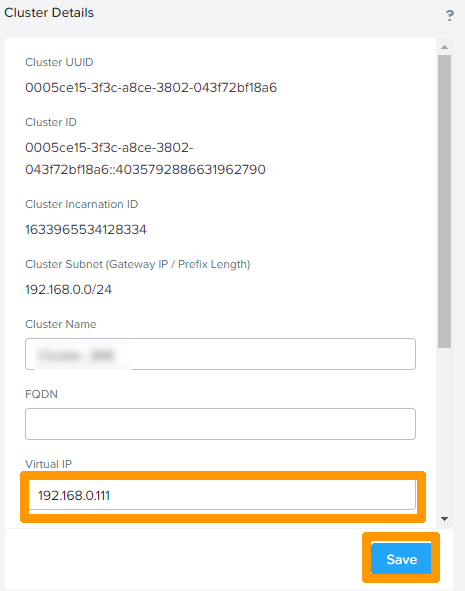 Cluster Details
?
Cluster UUID
0005ce15-3f3c-a8ce-3802-043f72bf18a6
Cluster ID
0005ce15-3f3c-a8ce-3802-
043f72bf18a6::4035792886631962790
Cluster Incarnation ID
1633965534128334
Cluster Subnet (Gateway IP / Prefix Length)
192.168.0.0/24
Cluster Name
FQDN
Virtual IP
192.168.0.111
Save